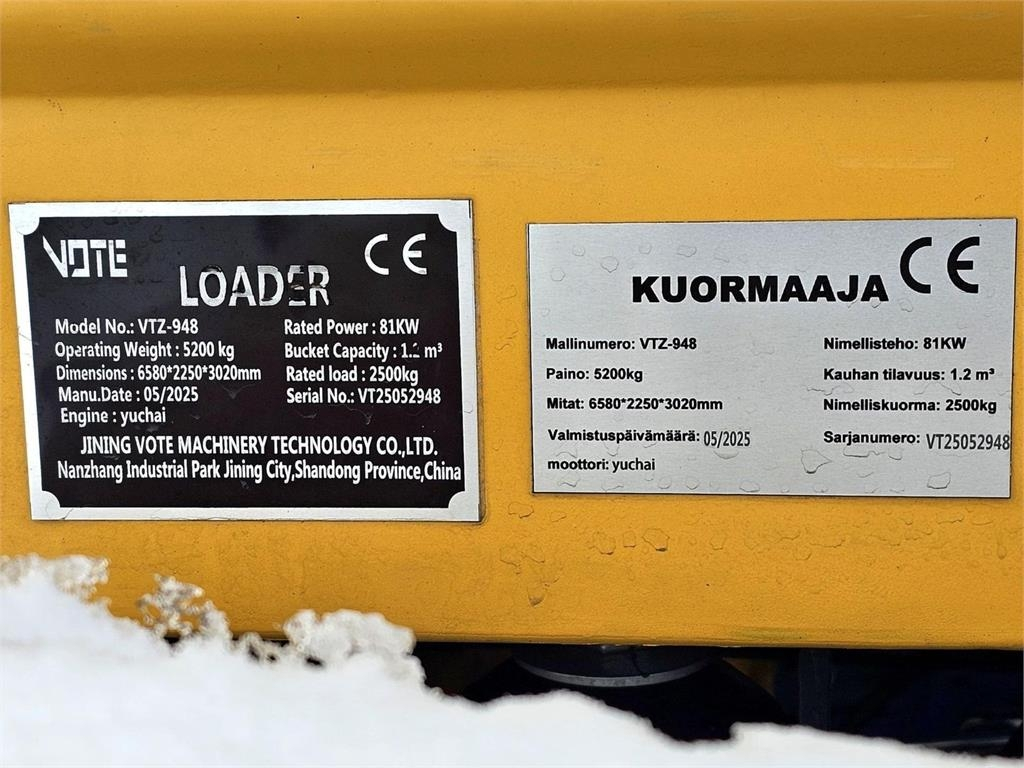 VOTE
CE
LOADER
Model No.: VTZ-948
Rated Power : 81KW
Operating Weight : 5200 kg
Bucket Capacity : 1.2 m³
Dimensions : 6580*2250*3020mm
Rated load : 2500kg
Manu.Date : 05/2025
Serial No.: VT25052948
Engine : yuchai
JINING VOTE MACHINERY TECHNOLOGY CO.,LTD.
Nanzhang Industrial Park Jining City,Shandong Province,China
KUORMAAJA
CE
Mallinumero: VTZ-948
Nimellisteho: 81KW
Paino: 5200kg
Kauhan tilavuus: 1.2 m³
Mitat: 6580*2250*3020mm
Nimelliskuorma: 2500kg
Valmistuspäivämäärä: 05/2025
Sarjanumero: VT25052948
moottori: yuchai